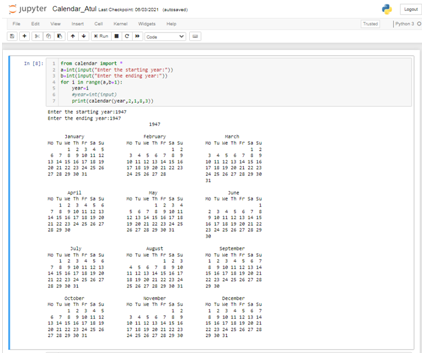 jupyter Calendar_Atul Last Checkpoint: 06/03/2021 (autosaved)
Logout
File Edit View Insert Cell Kernel Widgets Help
Trusted Python 3
Run Code
In [6]:
1 from calendar import *
2 a=int(input("Enter the starting year:"))
3 b=int(input("Enter the ending year:"))
4 for i in range(a,b+1):
5 year=i
6 #year=int(input)
7 print(calendar(year,2,1,8,3))
Enter the starting year:1947
Enter the ending year:1947
1947
January February March
Mo Tu We Th Fr Sa Su Mo Tu We Th Fr Sa Su Mo Tu We Th Fr Sa Su
1 2 3 4 5 1 2 1 2
6 7 8 9 10 11 12 3 4 5 6 7 8 9 3 4 5 6 7 8 9
13 14 15 16 17 18 19 10 11 12 13 14 15 16 10 11 12 13 14 15 16
20 21 22 23 24 25 26 17 18 19 20 21 22 23 17 18 19 20 21 22 23
27 28 29 30 31 24 25 26 27 28 24 25 26 27 28 29 30
31
April May June
Mo Tu We Th Fr Sa Su Mo Tu We Th Fr Sa Su Mo Tu We Th Fr Sa Su
1 2 3 4 5 6 1 2 3 4 1
7 8 9 10 11 12 13 5 6 7 8 9 10 11 2 3 4 5 6 7 8
14 15 16 17 18 19 20 12 13 14 15 16 17 18 9 10 11 12 13 14 15
21 22 23 24 25 26 27 19 20 21 22 23 24 25 16 17 18 19 20 21 22
28 29 30 26 27 28 29 30 31 23 24 25 26 27 28 29
30
July August September
Mo Tu We Th Fr Sa Su Mo Tu We Th Fr Sa Su Mo Tu We Th Fr Sa Su
1 2 3 4 5 6 1 2 3 1 2 3 4 5 6 7
7 8 9 10 11 12 13 4 5 6 7 8 9 10 8 9 10 11 12 13 14
14 15 16 17 18 19 20 11 12 13 14 15 16 17 15 16 17 18 19 20 21
21 22 23 24 25 26 27 18 19 20 21 22 23 24 22 23 24 25 26 27 28
28 29 30 31 25 26 27 28 29 30 31 29 30
October November December
Mo Tu We Th Fr Sa Su Mo Tu We Th Fr Sa Su Mo Tu We Th Fr Sa Su
1 2 3 4 5 1 2 1 2 3 4 5 6 7
6 7 8 9 10 11 12 3 4 5 6 7 8 9 8 9 10 11 12 13 14
13 14 15 16 17 18 19 10 11 12 13 14 15 16 15 16 17 18 19 20 21
20 21 22 23 24 25 26 17 18 19 20 21 22 23 22 23 24 25 26 27 28
27 28 29 30 31 24 25 26 27 28 29 30 29 30 31